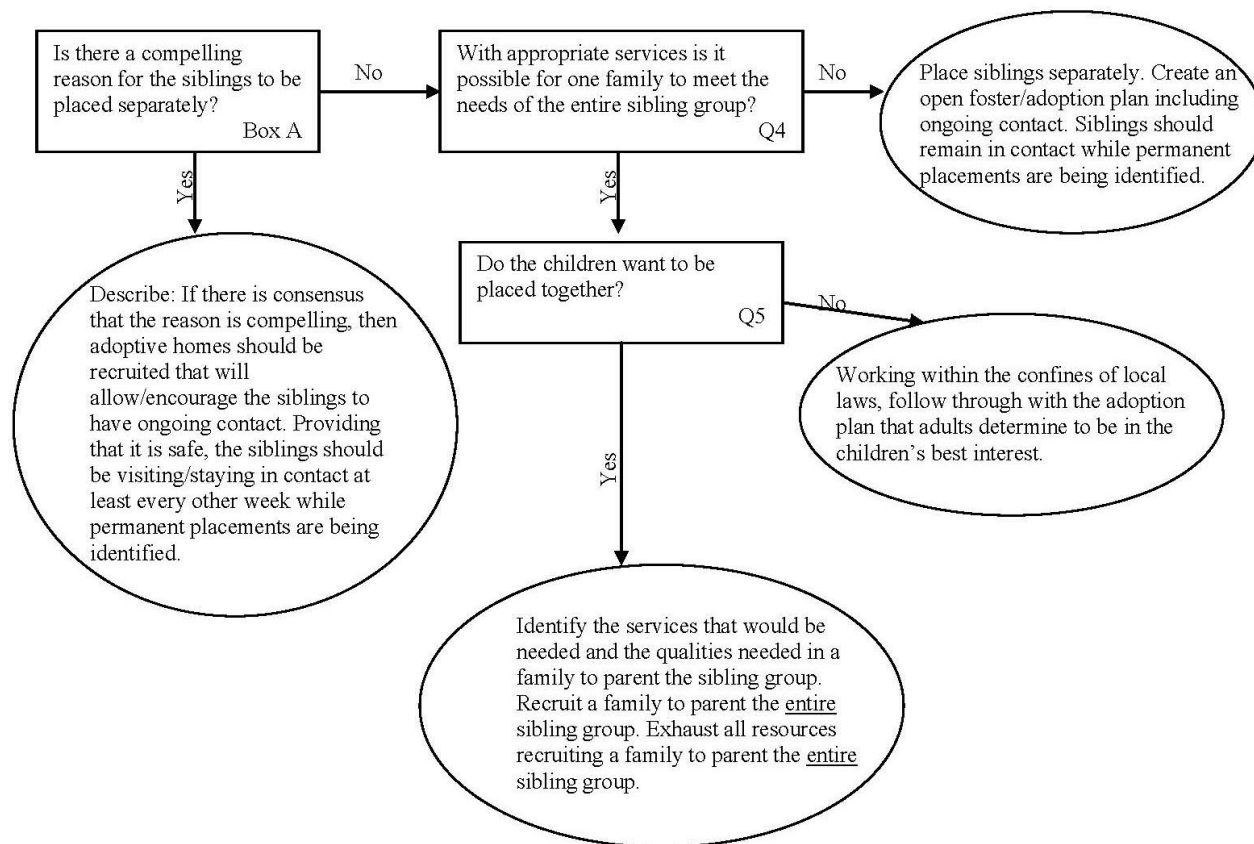 Is there a compelling
reason for the siblings to be
placed separately?
Box A
No
With appropriate services is it
possible for one family to meet the
needs of the entire sibling group?
Q4
No
Place siblings separately. Create an
open foster/adoption plan including
ongoing contact. Siblings should
remain in contact while permanent
placements are being identified.
Yes
Yes
Describe: If there is consensus
that the reason is compelling, then
adoptive homes should be
recruited that will
allow/encourage the siblings to
have ongoing contact. Providing
that it is safe, the siblings should
be visiting/staying in contact at
least every other week while
permanent placements are being
identified.
Do the children want to be
placed together?
Q5
No
Working within the confines of local
laws, follow through with the adoption
plan that adults determine to be in the
children’s best interest.
Yes
Identify the services that would be
needed and the qualities needed in a
family to parent the sibling group.
Recruit a family to parent the entire
sibling group. Exhaust all resources
recruiting a family to parent the entire
sibling group.